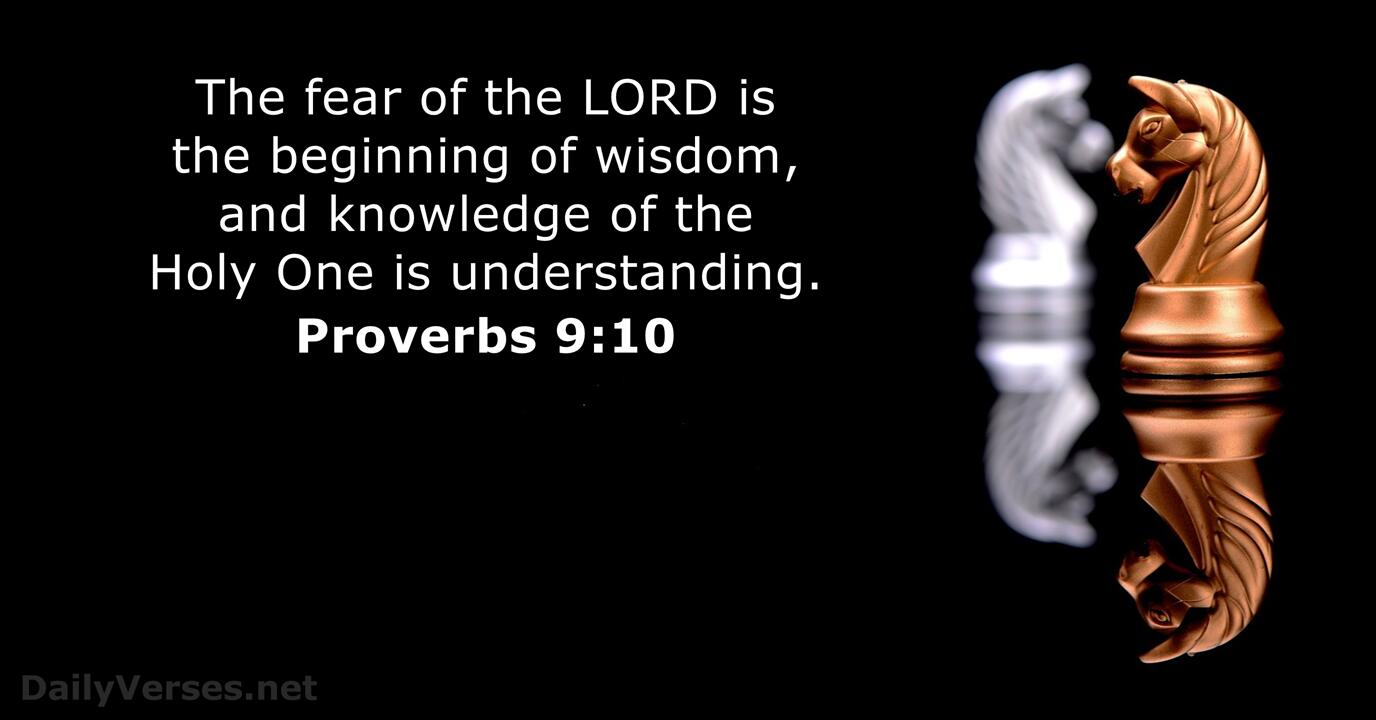 The fear of the LORD is
the beginning of wisdom,
and knowledge of the
Holy One is understanding.
Proverbs 9:10
DailyVerses.net